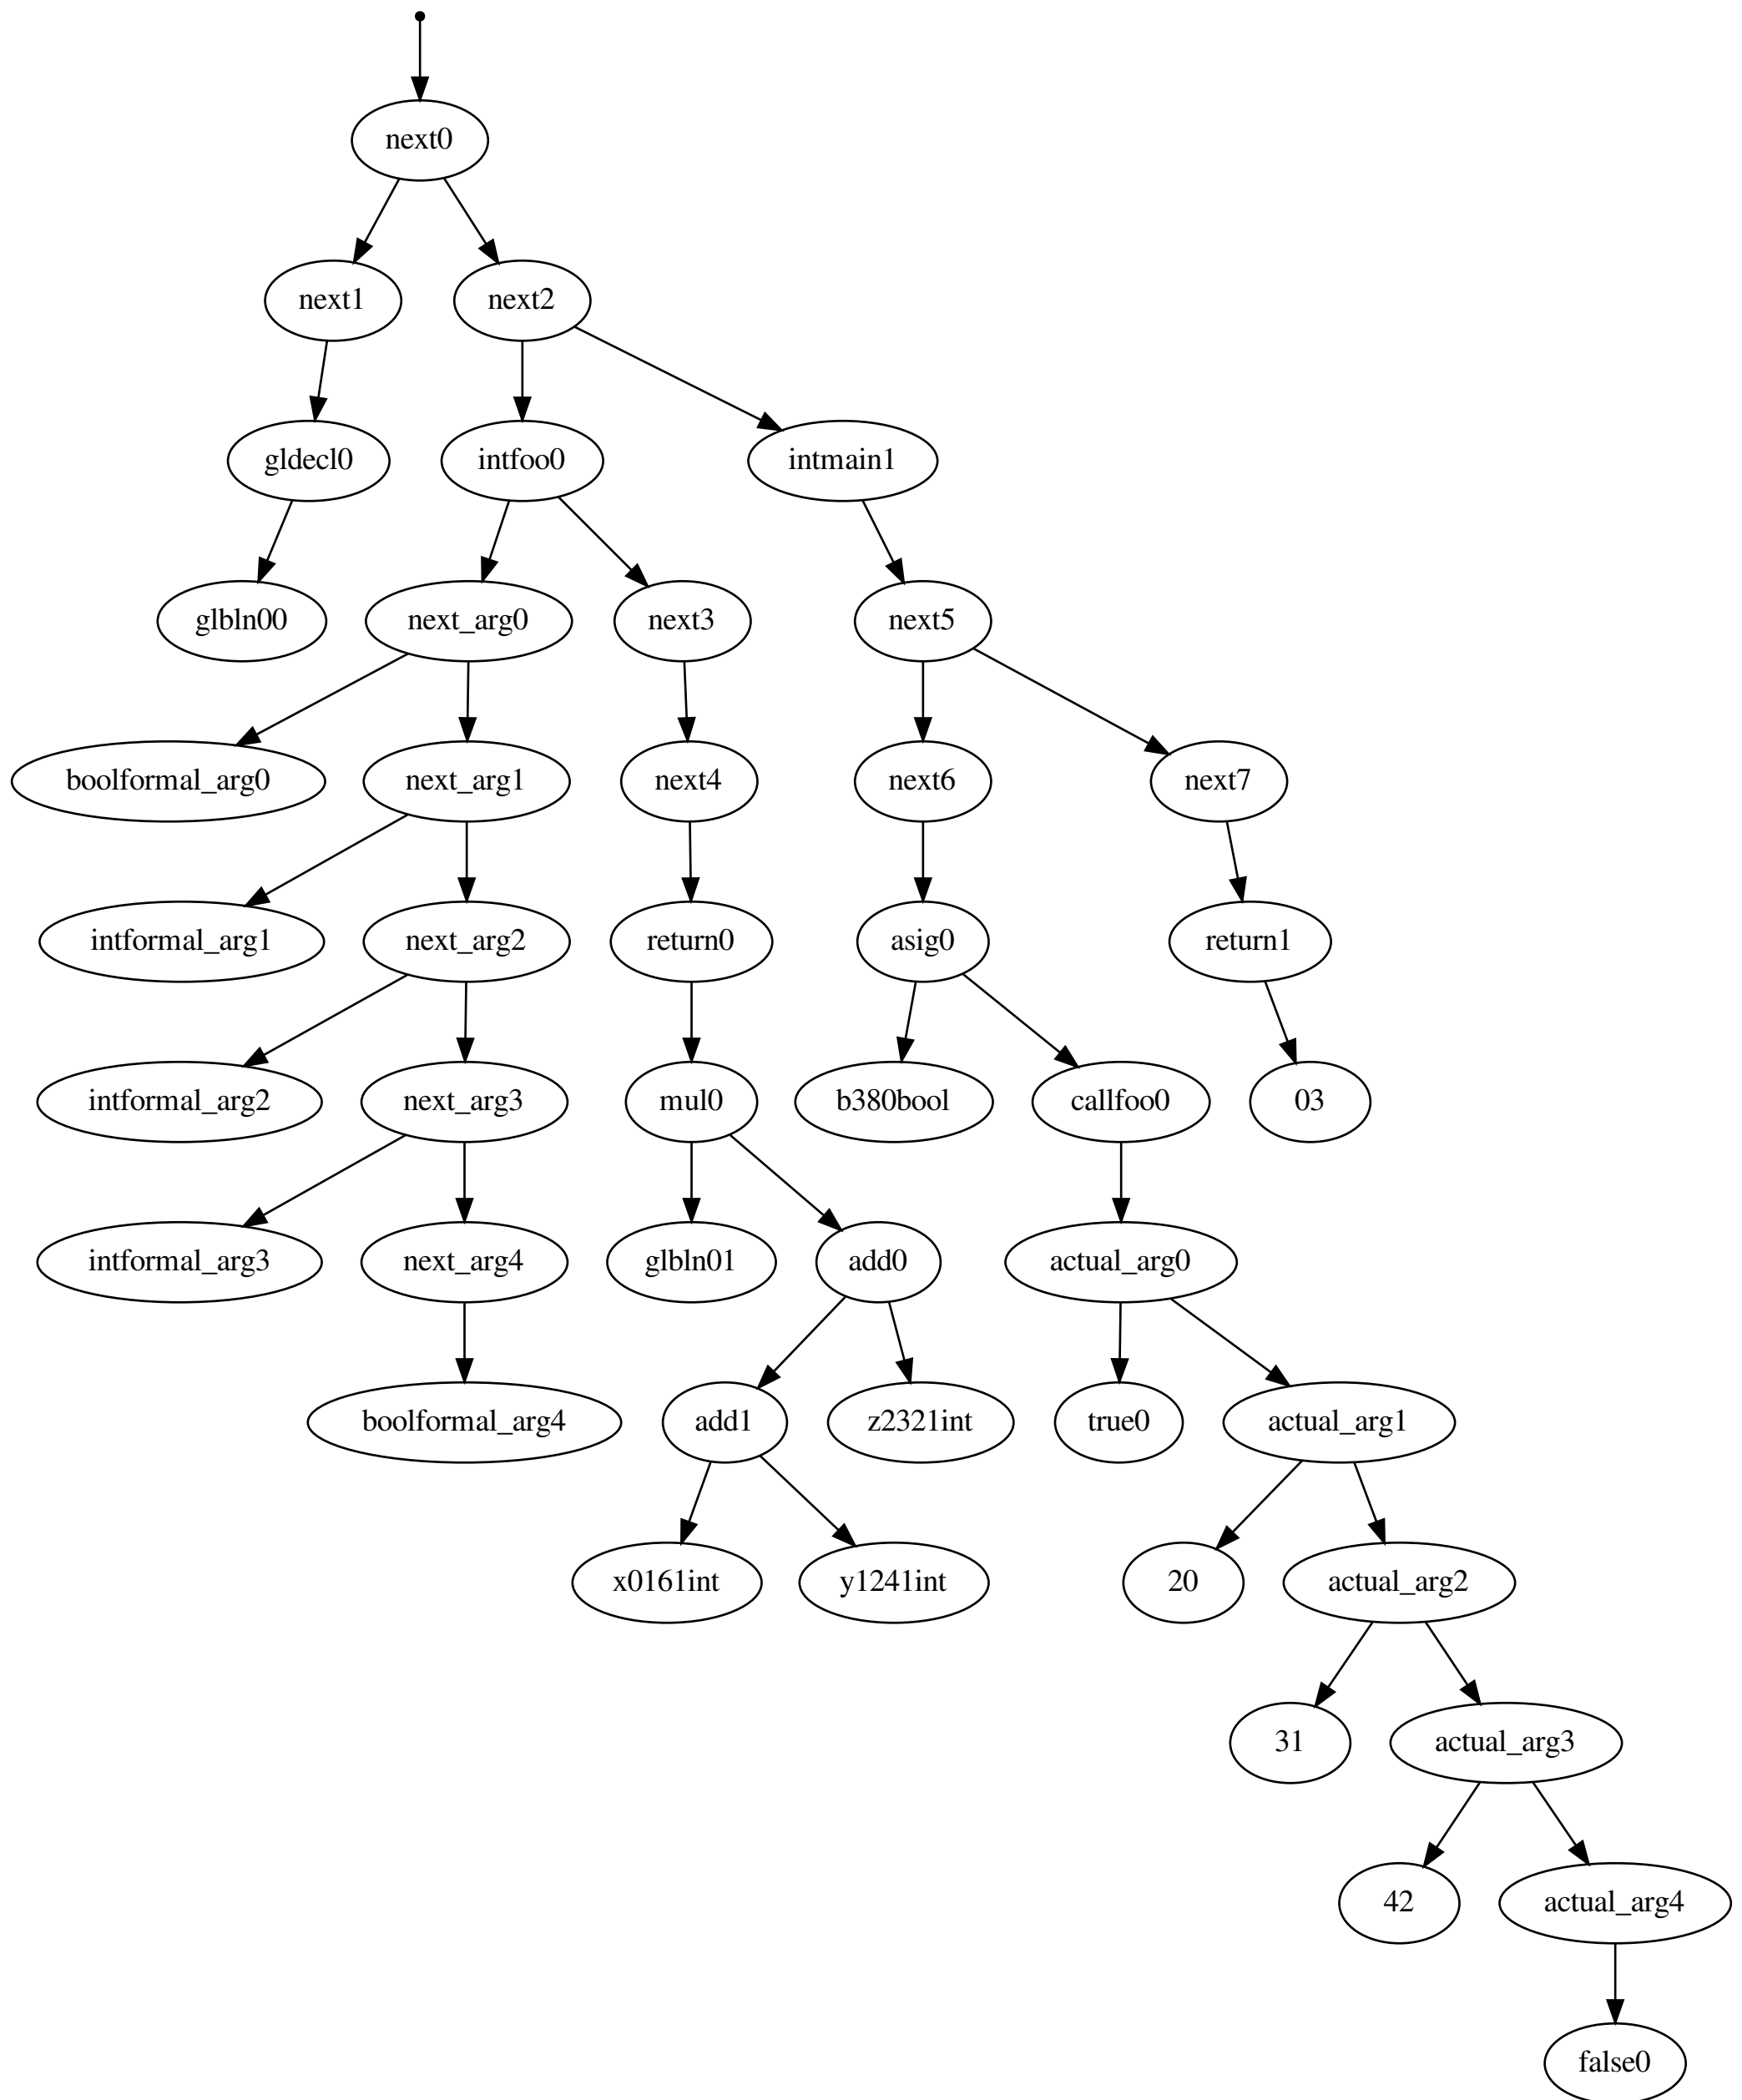 next0
next1 next2
gldecl0 intfoo0 intmain1
glbln00 next_arg0 next3 next5
boolformal_arg0 next_arg1 next4 next6 next7
intformal_arg1 next_arg2 return0 asig0 return1
intformal_arg2 next_arg3 mul0 b380bool callfoo0 03
intformal_arg3 next_arg4 glbln01 add0 actual_arg0
boolformal_arg4 add1 z2321int true0 actual_arg1
x0161int y1241int 20 actual_arg2
31 actual_arg3
42 actual_arg4
false0